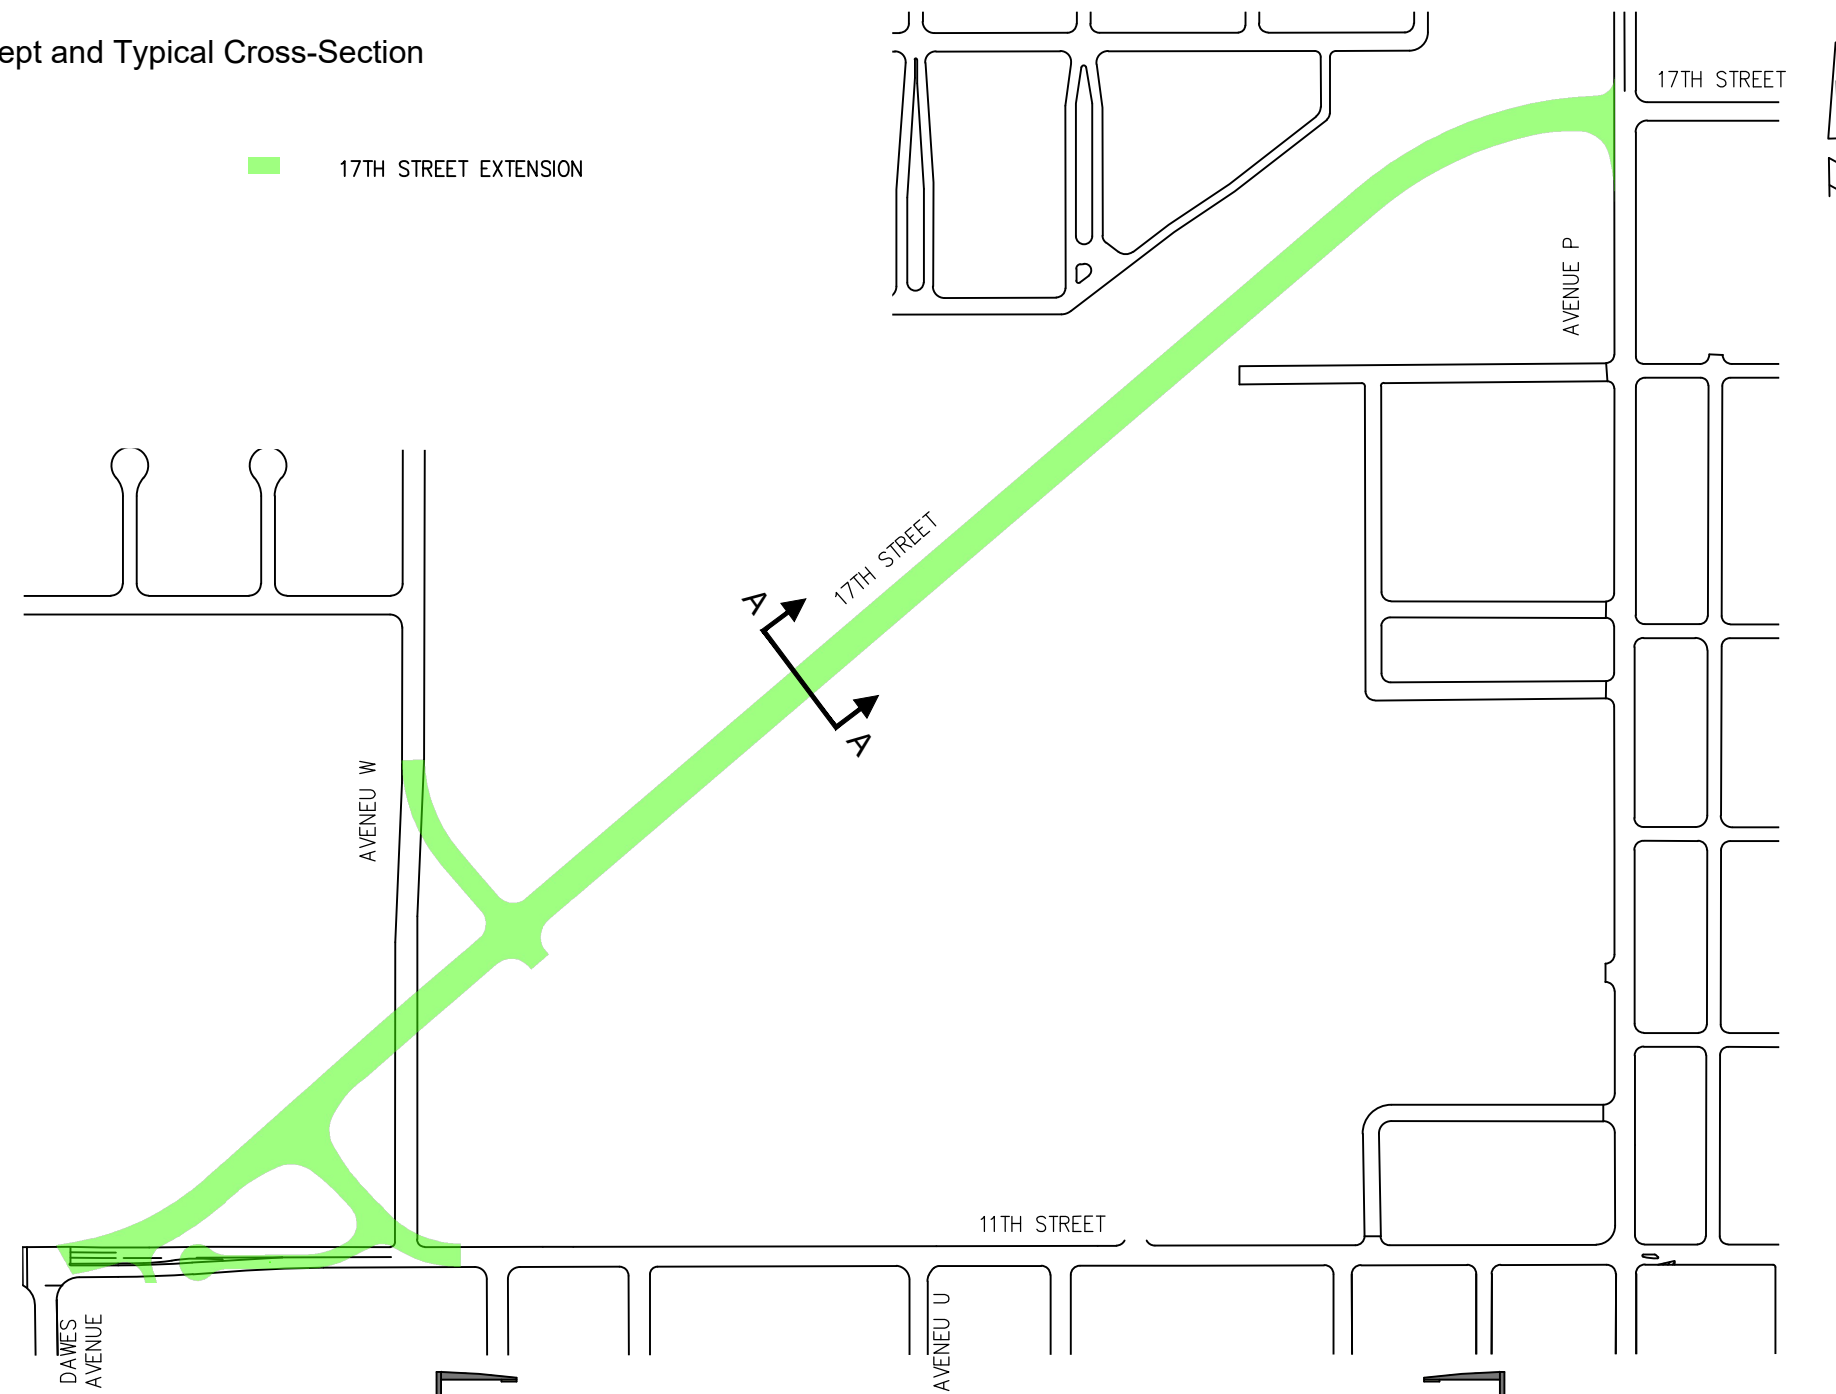 ept and Typical Cross-Section
17TH STREET
17TH STREET EXTENSION
AVENUE P
17TH STREET
A
A
AVENEU W
11TH STREET
DAWES
AVENUE
AVENEU U